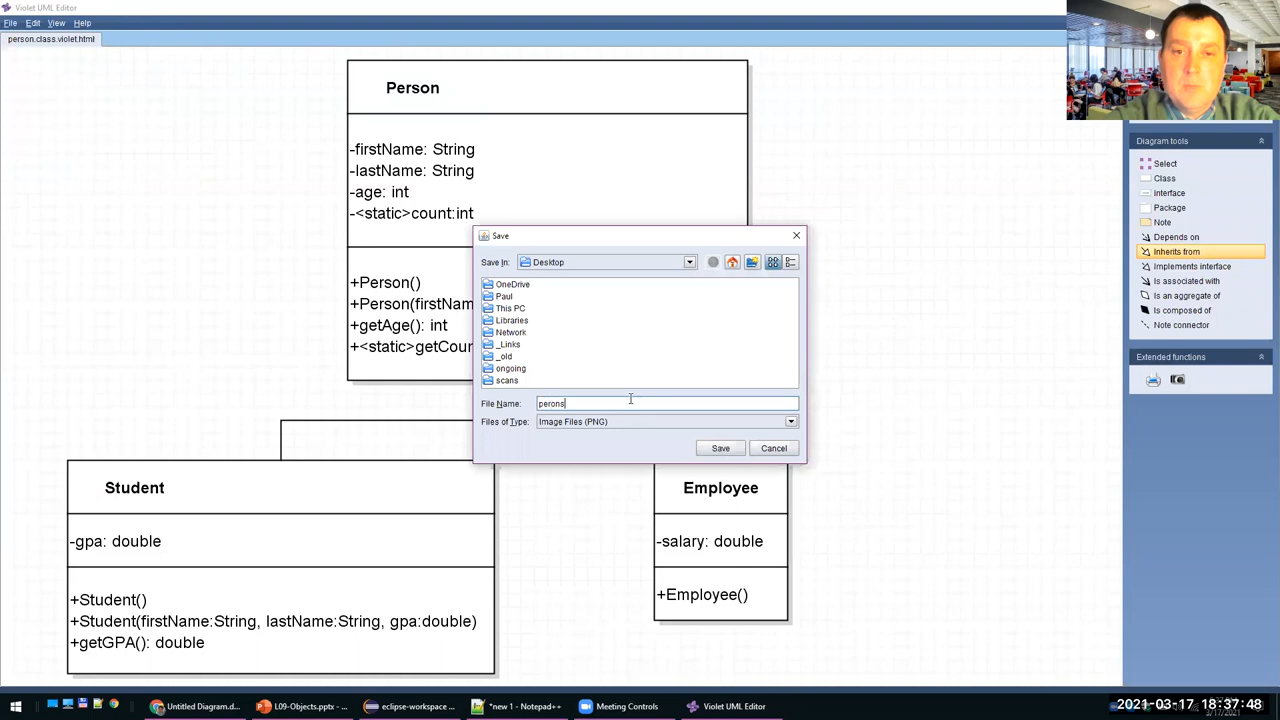 Violet UML Editor
File Edit View Help
person.class.violet.html
Person
-firstName: String
-lastName: String
-age: int
-<static>count:int
+Person()
+Person(firstNam
+getAge(): int
+<static>getCour
Save
Save In: Desktop
OneDrive
Paul
This PC
Libraries
Network
_Links
_old
ongoing
scans
File Name: perons
Files of Type: Image Files (PNG)
Save Cancel
Student
-gpa: double
+Student()
+Student(firstName:String, lastName:String, gpa:double)
+getGPA(): double
Employee
-salary: double
+Employee()
Diagram tools
Select
Class
Interface
Package
Note
Depends on
Inherits from
Implements interface
Is associated with
Is an aggregate of
Is composed of
Note connector
Extended functions
Untitled Diagram.d... L09-Objects.pptx -... eclipse-workspace ... *new 1 - Notepad++ Meeting Controls Violet UML Editor
2021-03-17 18:37:48